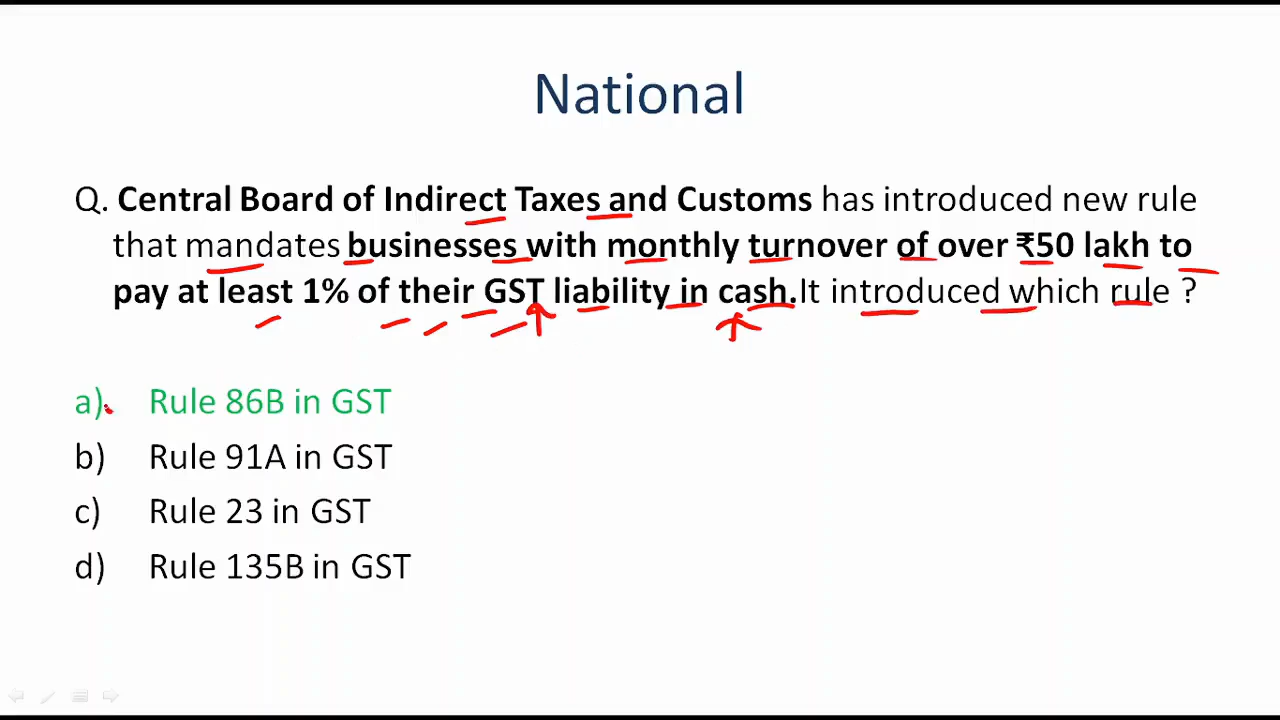 National
Q. Central Board of Indirect Taxes and Customs has introduced new rule
that mandates businesses with monthly turnover of over ₹50 lakh to
pay at least 1% of their GST liability in cash.It introduced which rule ?
a) Rule 86B in GST
b) Rule 91A in GST
c) Rule 23 in GST
d) Rule 135B in GST